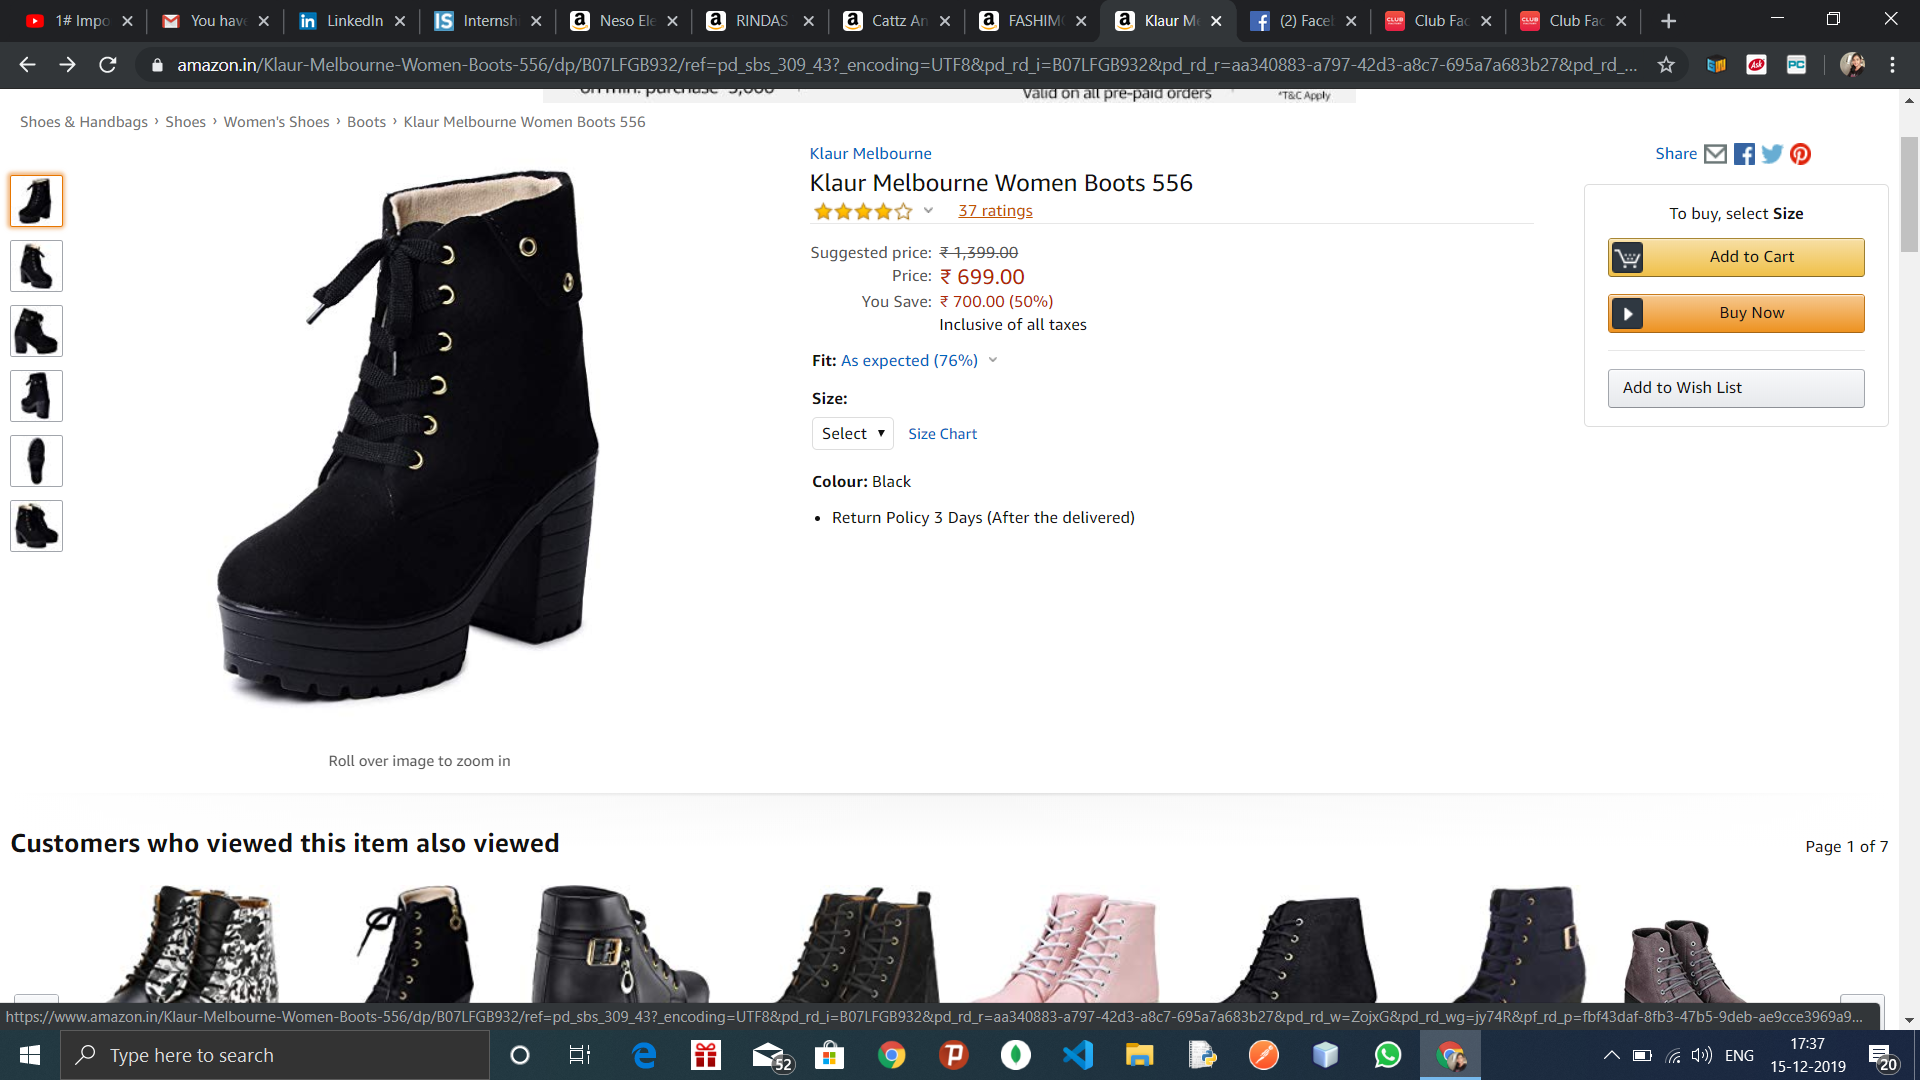 1# Impo
You have
LinkedIn
Internshi
Neso Ele
RINDAS
Cattz An
FASHIMO
Klaur Me
(2) Faceb
Club Fac
Club Fac
amazon.in/Klaur-Melbourne-Women-Boots-556/dp/B07LFGB932/ref=pd_sbs_309_43?_encoding=UTF8&pd_rd_i=B07LFGB932&pd_rd_r=aa340883-a797-42d3-a8c7-695a7a683b27&pd_rd_...
on min. purchase
Valid on all pre-paid orders
*T&C Apply
Shoes & Handbags › Shoes › Women's Shoes › Boots › Klaur Melbourne Women Boots 556
Klaur Melbourne
Share
Klaur Melbourne Women Boots 556
37 ratings
To buy, select Size
Suggested price: ₹ 1,399.00
Price: ₹ 699.00
You Save: ₹ 700.00 (50%)
Inclusive of all taxes
Add to Cart
Buy Now
Add to Wish List
Fit: As expected (76%)
Size:
Select
Size Chart
Colour: Black
• Return Policy 3 Days (After the delivered)
Roll over image to zoom in
Customers who viewed this item also viewed
Page 1 of 7
https://www.amazon.in/Klaur-Melbourne-Women-Boots-556/dp/B07LFGB932/ref=pd_sbs_309_43?_encoding=UTF8&pd_rd_i=B07LFGB932&pd_rd_r=aa340883-a797-42d3-a8c7-695a7a683b27&pd_rd_w=ZojxG&pd_rd_wg=jy74R&pf_rd_p=fbf43daf-8fb3-47b5-9deb-ae9cce3969a9...
Type here to search
52
ENG
17:37
15-12-2019
20